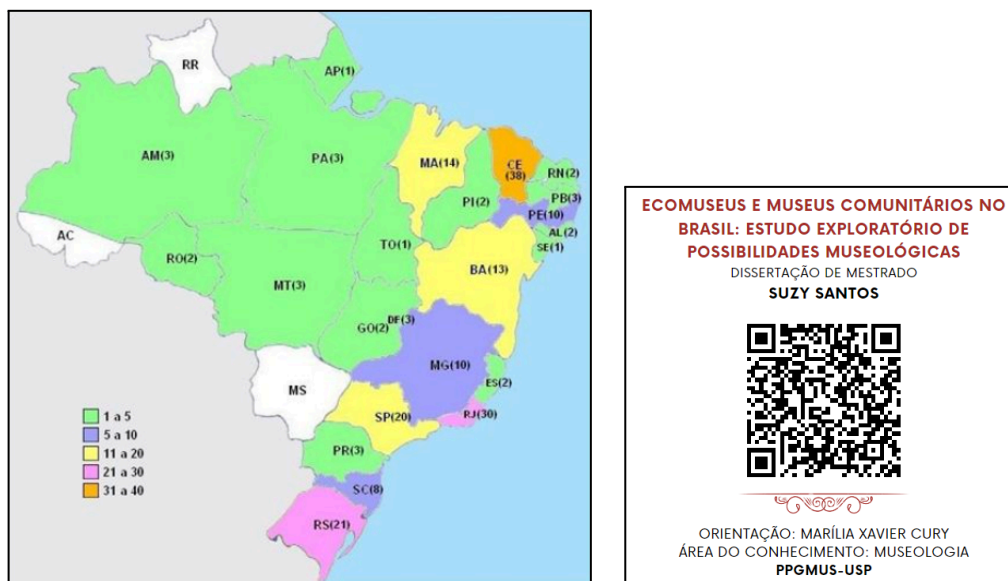 RR
AP(1)
AM(3)
PA(3)
MA(14)
CE
(38)
RN(2)
PB(3)
PI(2)
PE(10)
AL(2)
SE(1)
AC
RO(2)
TO(1)
BA(13)
MT(3)
DF(3)
GO(2)
MG(10)
ES(2)
MS
SP(20)
RJ(30)
PR(3)
SC(8)
RS(21)
1 a 5
5 a 10
11 a 20
21 a 30
31 a 40
ECOMUSEUS E MUSEUS COMUNITÁRIOS NO
BRASIL: ESTUDO EXPLORATÓRIO DE
POSSIBILIDADES MUSEOLÓGICAS
DISSERTAÇÃO DE MESTRADO
SUZY SANTOS
ORIENTAÇÃO: MARÍLIA XAVIER CURY
ÁREA DO CONHECIMENTO: MUSEOLOGIA
PPGMUS-USP